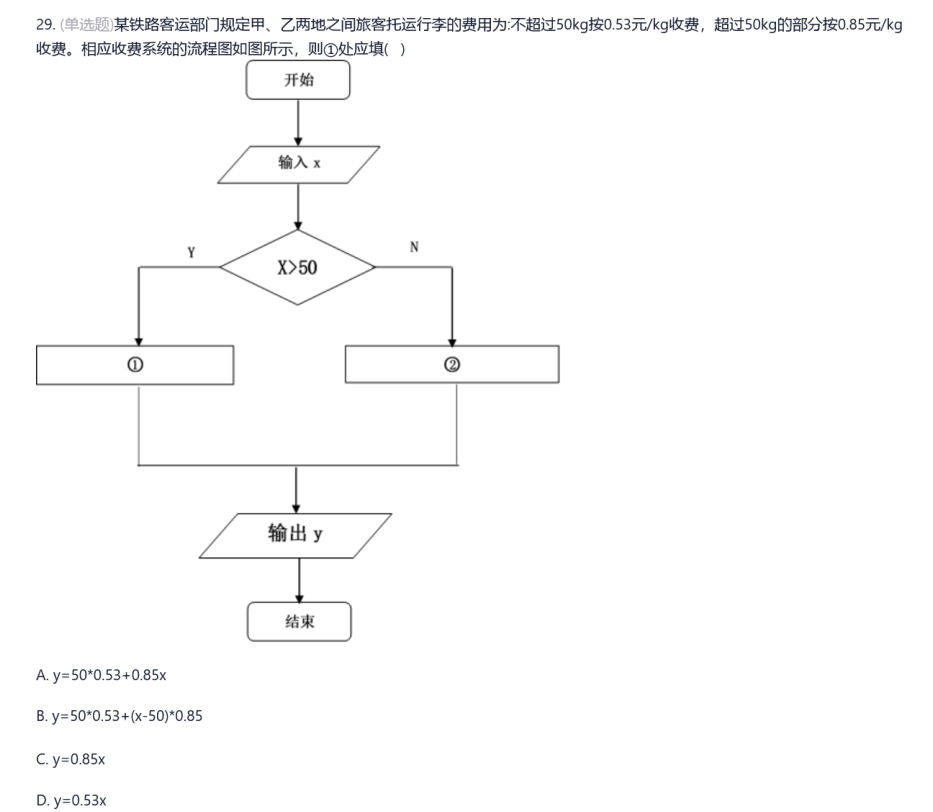 29. (单选题)某铁路客运部门规定甲、乙两地之间旅客托运行李的费用为:不超过50kg按0.53元/kg收费，超过50kg的部分按0.85元/kg
收费。相应收费系统的流程图如图所示，则①处应填( )
开始
输入 x
Y
N
X>50
①
②
输出 y
结束
A. y=50*0.53+0.85x
B. y=50*0.53+(x-50)*0.85
C. y=0.85x
D. y=0.53x